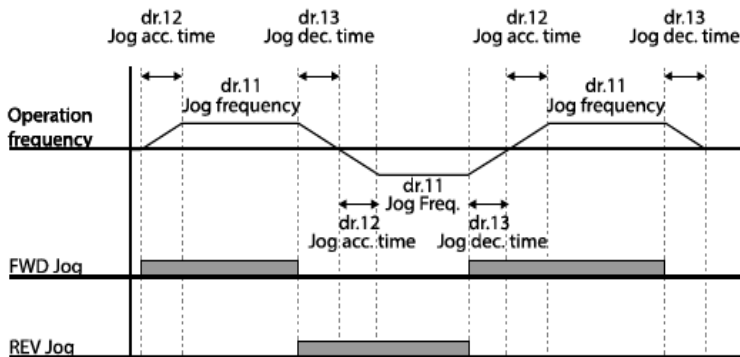 dr.12
Jog acc. time
dr.13
Jog dec. time
dr.12
Jog acc. time
dr.13
Jog dec. time
dr.11
Jog frequency
dr.11
Jog frequency
Operation
frequency
dr.11
Jog Freq.
dr.12
Jog acc. time
dr.13
Jog dec. time
FWD Jog
REV Jog